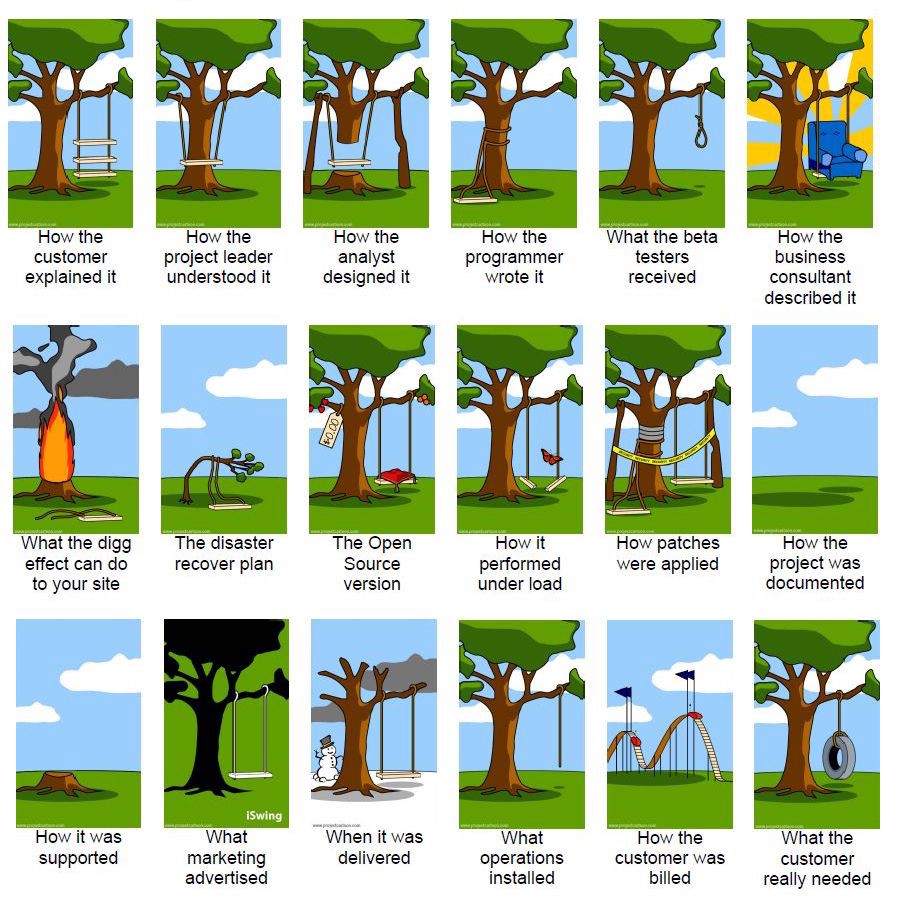 www.projectcartoon.com
www.projectcartoon.com
www.projectcartoon.com
www.projectcartoon.com
www.projectcartoon.com
www.projectcartoon.com
How the
customer
explained it
How the
project leader
understood it
How the
analyst
designed it
How the
programmer
wrote it
What the beta
testers
received
How the
business
consultant
described it
$0.00
www.projectcartoon.com
www.projectcartoon.com
www.projectcartoon.com
www.projectcartoon.com
www.projectcartoon.com
www.projectcartoon.com
What the digg
effect can do
to your site
The disaster
recover plan
The Open
Source
version
How it
performed
under load
How patches
were applied
How the
project was
documented
iSwing
www.projectcartoon.com
www.projectcartoon.com
www.projectcartoon.com
www.projectcartoon.com
www.projectcartoon.com
www.projectcartoon.com
How it was
supported
What
marketing
advertised
When it was
delivered
What
operations
installed
How the
customer was
billed
What the
customer
really needed